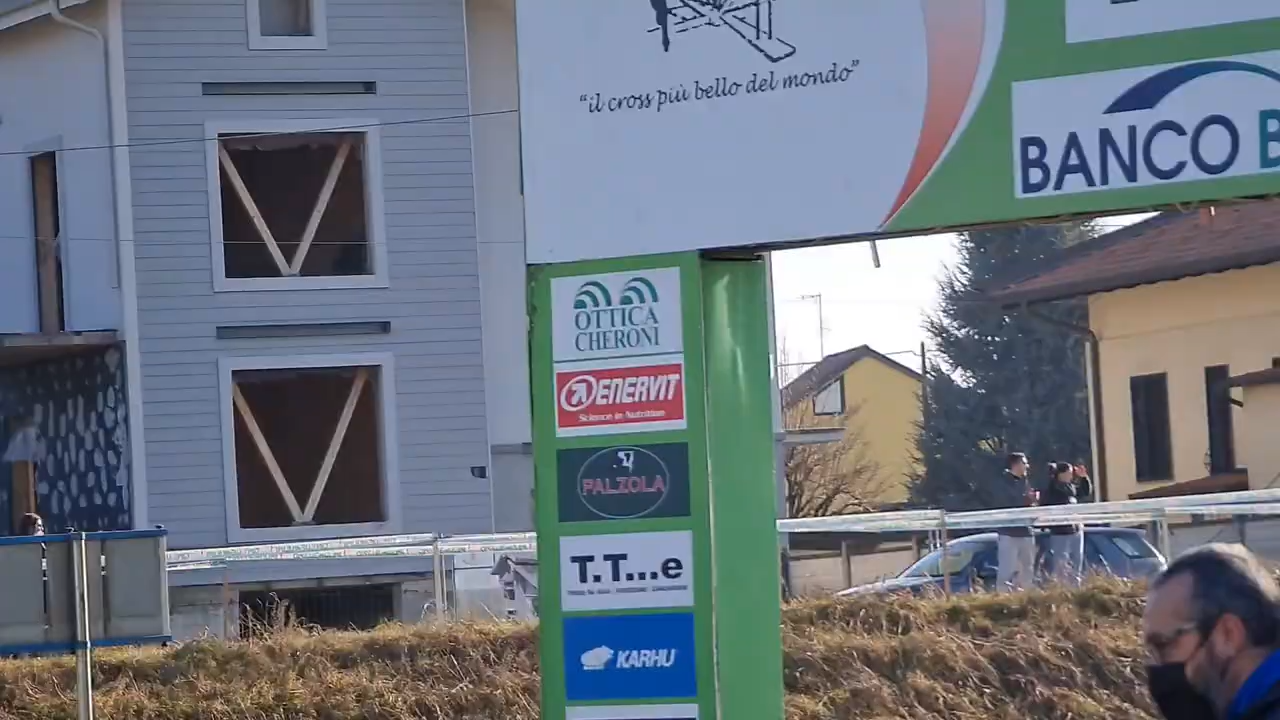 "il cross più bello del mondo"
BANCO B
OTTICA
CHERONI
ENERVIT
Science in Nutrition
PALZOLA
T.T...e
KARHU